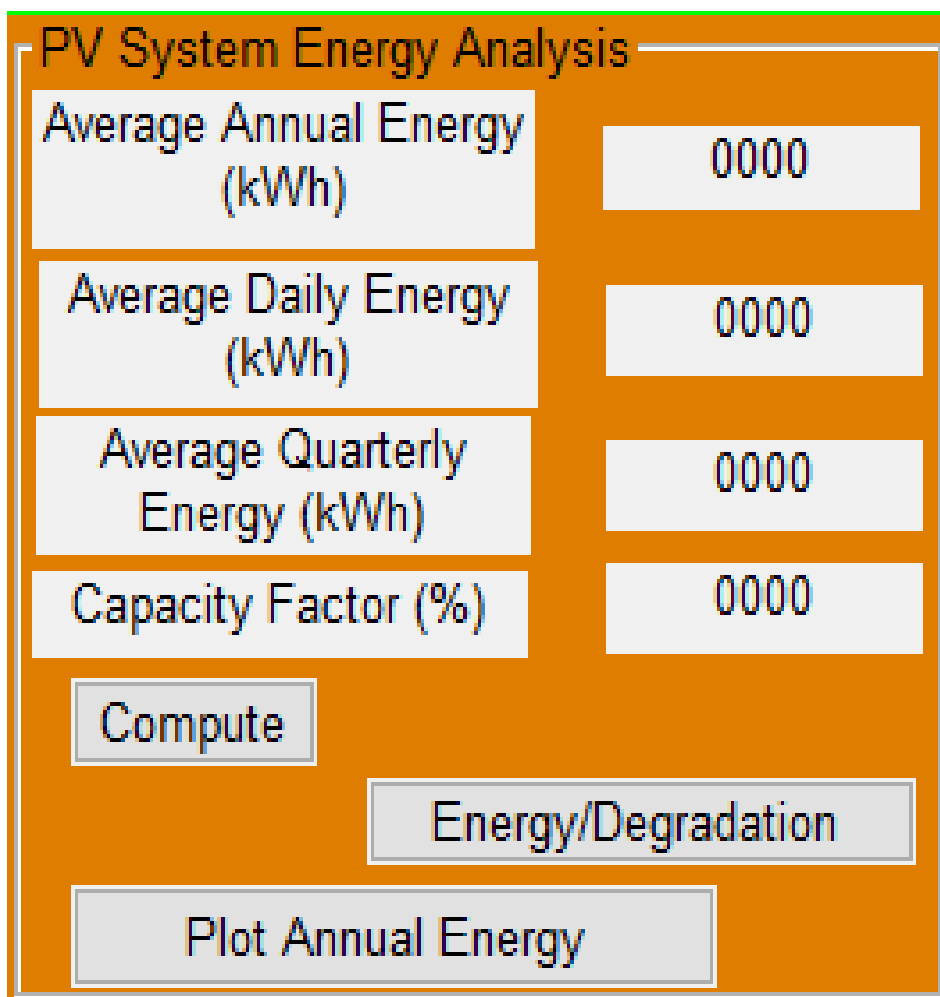 PV System Energy Analysis
Average Annual Energy
(kWh)
0000
Average Daily Energy
(kWh)
0000
Average Quarterly
Energy (kWh)
0000
Capacity Factor (%)
0000
Compute
Energy/Degradation
Plot Annual Energy